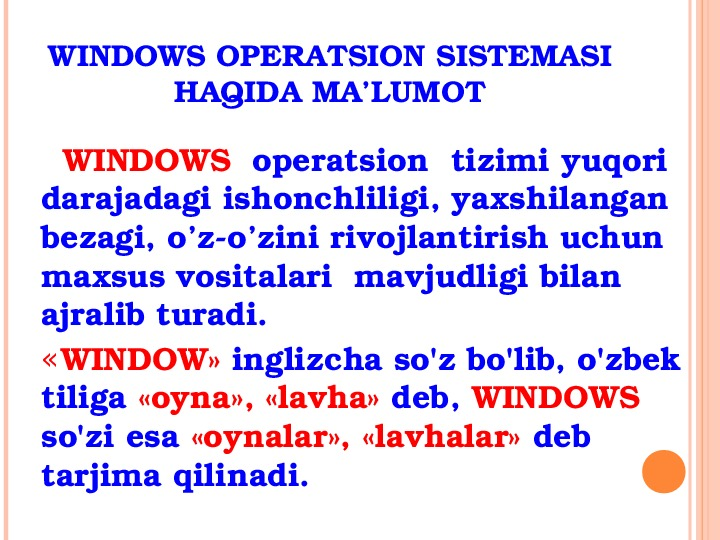 WINDOWS OPERATSION SISTEMASI
HAQIDA MA’LUMOT
WINDOWS operatsion tizimi yuqori
darajadagi ishonchliligi, yaxshilangan
bezagi, o’z-o’zini rivojlantirish uchun
maxsus vositalari mavjudligi bilan
ajralib turadi.
«WINDOW» inglizcha so'z bo'lib, o'zbek
tiliga «oyna», «lavha» deb, WINDOWS
so'zi esa «oynalar», «lavhalar» deb
tarjima qilinadi.